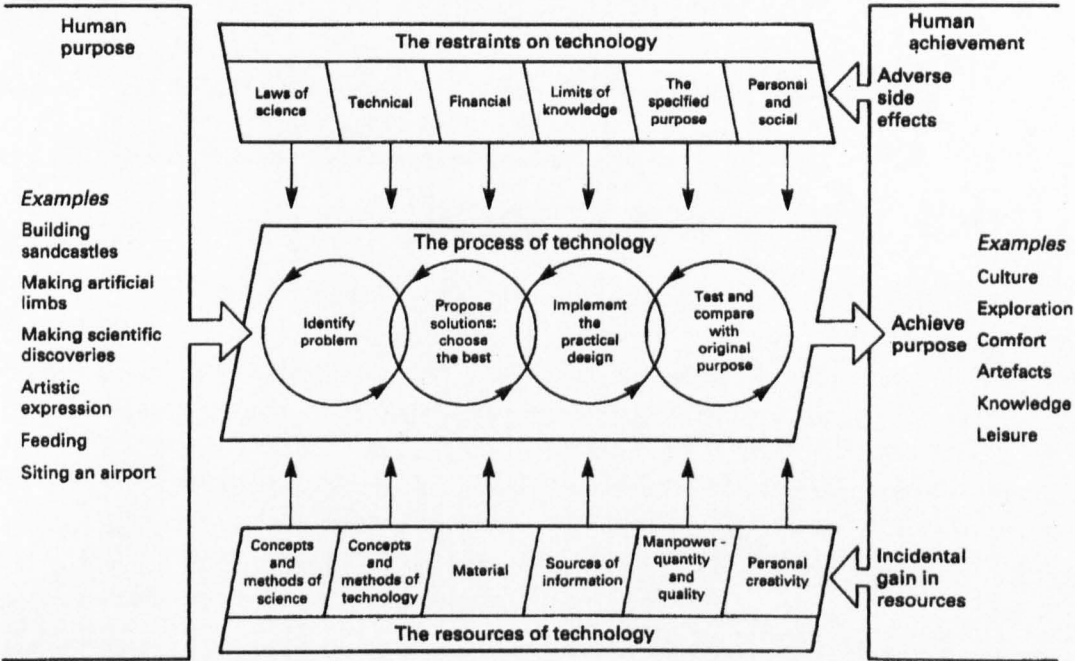 Human
purpose
Examples
Building
sandcastles
Making artificial
limbs
Making scientific
discoveries
Artistic
expression
Feeding
Siting an airport
The restraints on technology
Laws of
science
Technical
Financial
Limits of
knowledge
The
specified
purpose
Personal
and
social
The process of technology
Identify
problem
Propose
solutions:
choose
the best
Implement
the
practical
design
Test and
compare
with
original
purpose
Concepts
and
methods of
science
Concepts
and
methods of
technology
Material
Sources of
information
Manpower -
quantity
and
quality
Personal
creativity
The resources of technology
Human
achievement
Adverse
side
effects
Achieve
purpose
Examples
Culture
Exploration
Comfort
Artefacts
Knowledge
Leisure
Incidental
gain in
resources